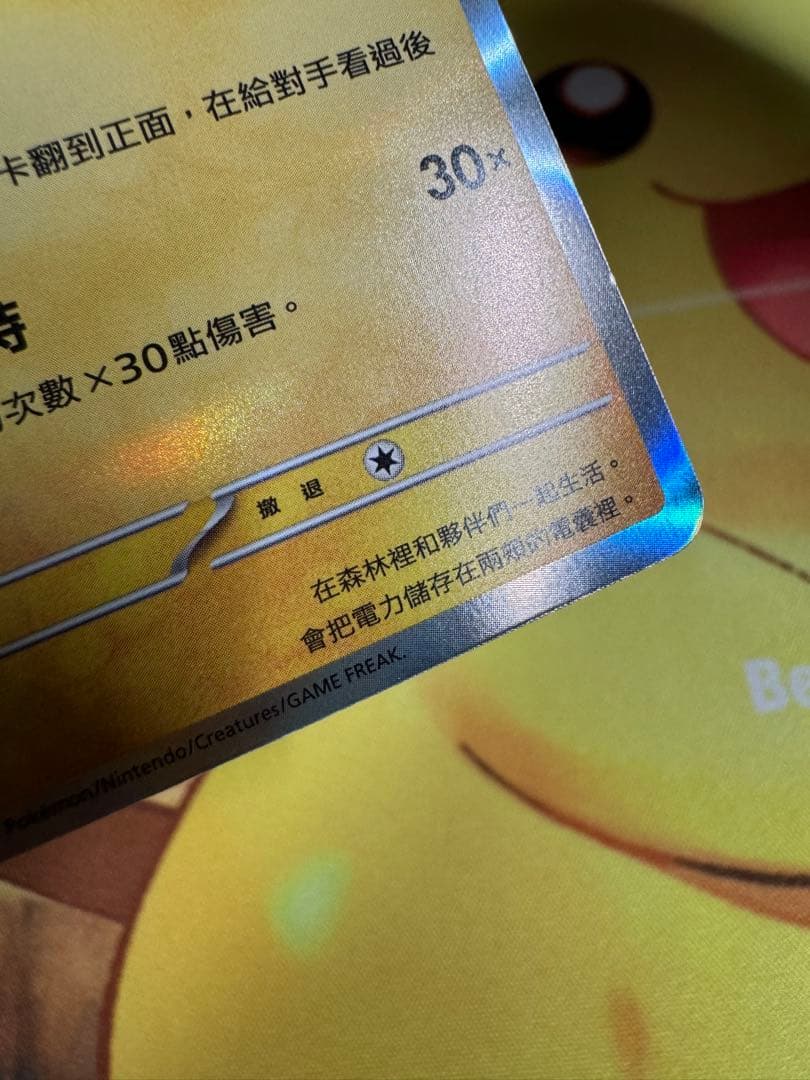 卡翻到正面，在給對手看過後
30×
時
次數×30點傷害。
撤退
在森林裡和夥伴們一起生活。
會把電力儲存在兩頰的電囊裡。
Pokémon/Nintendo/Creatures/GAME FREAK.
Be